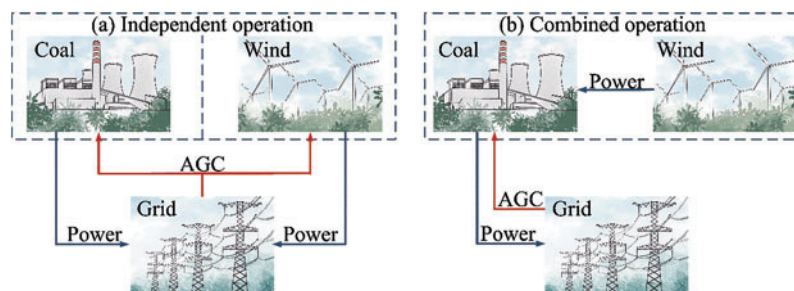 (a) Independent operation
Coal
Wind
AGC
Grid
Power
Power
(b) Combined operation
Coal
Wind
Power
AGC
Grid
Power